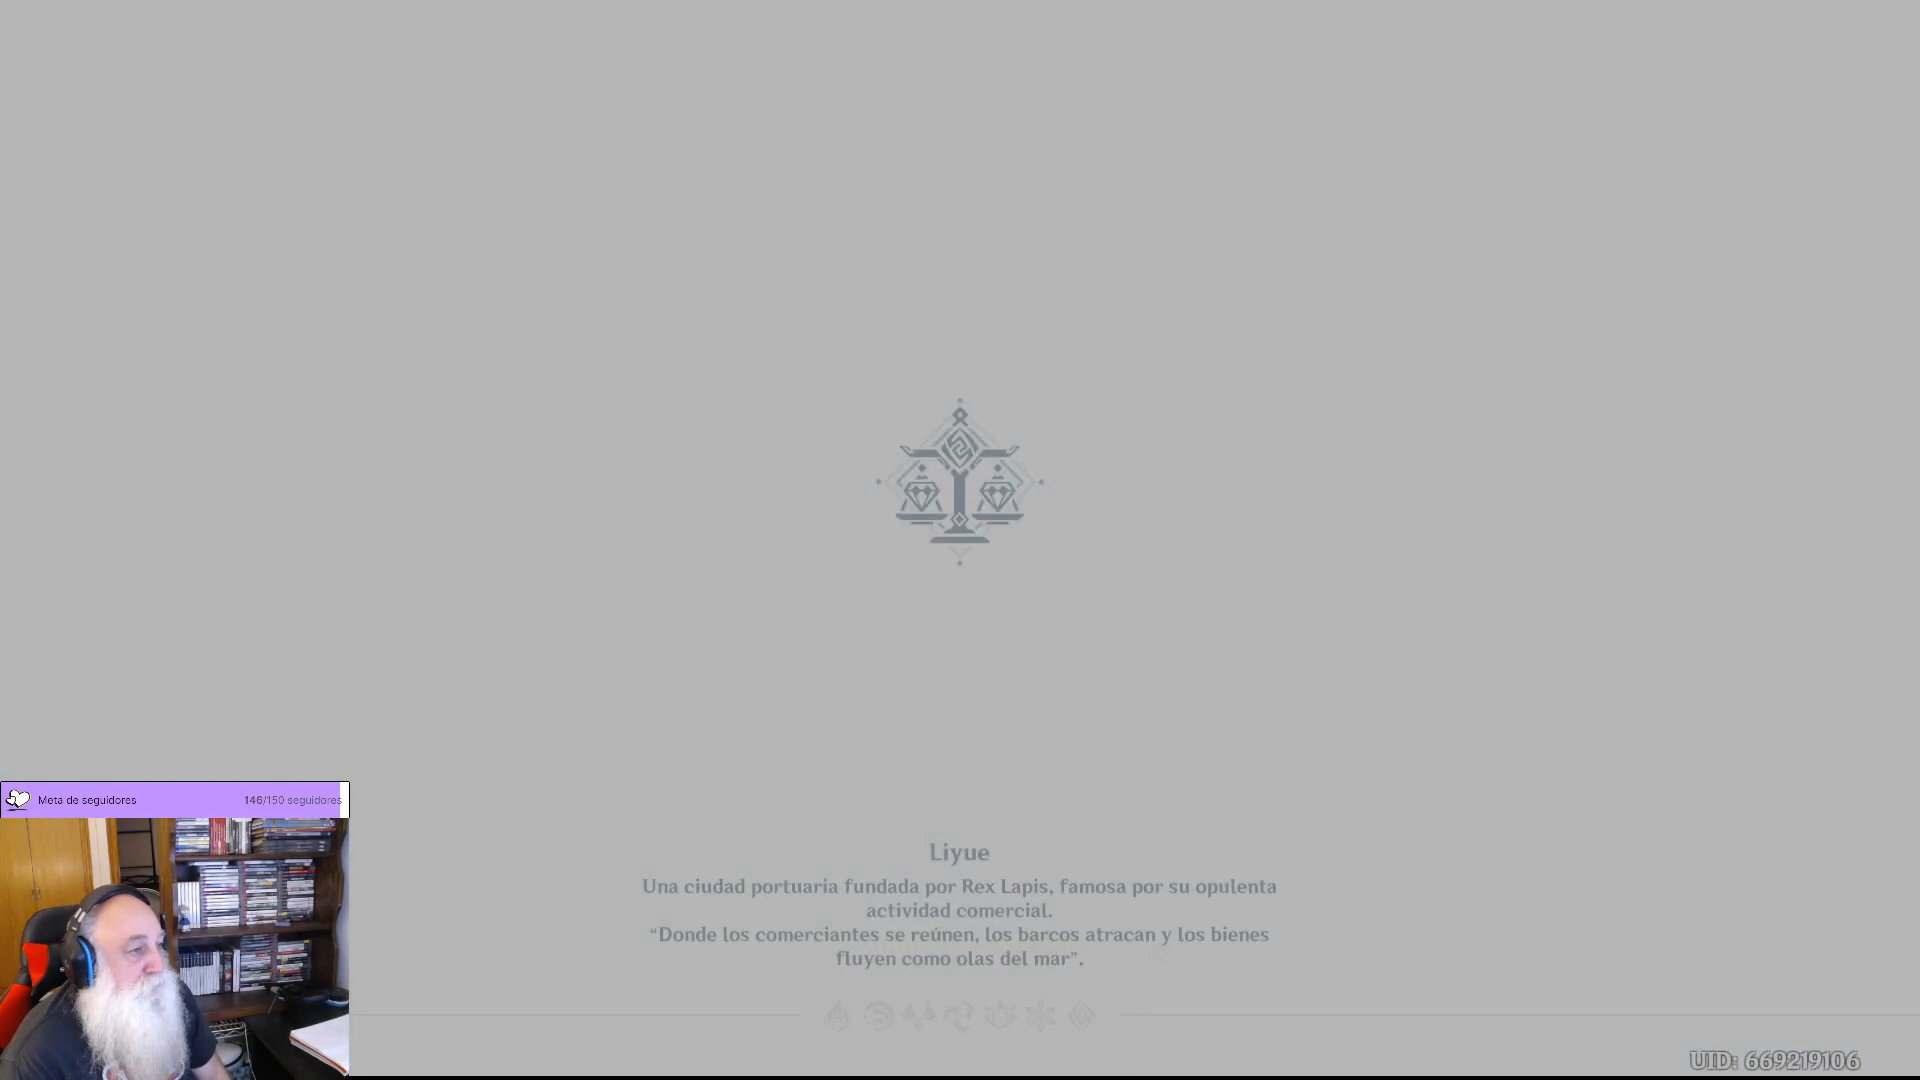 Meta de seguidores 146/150 seguidores
Liyue
Una ciudad portuaria fundada por Rex Lapis, famosa por su opulenta
actividad comercial.
“Donde los comerciantes se reúnen, los barcos atracan y los bienes
fluyen como olas del mar”.
UID: 669219106